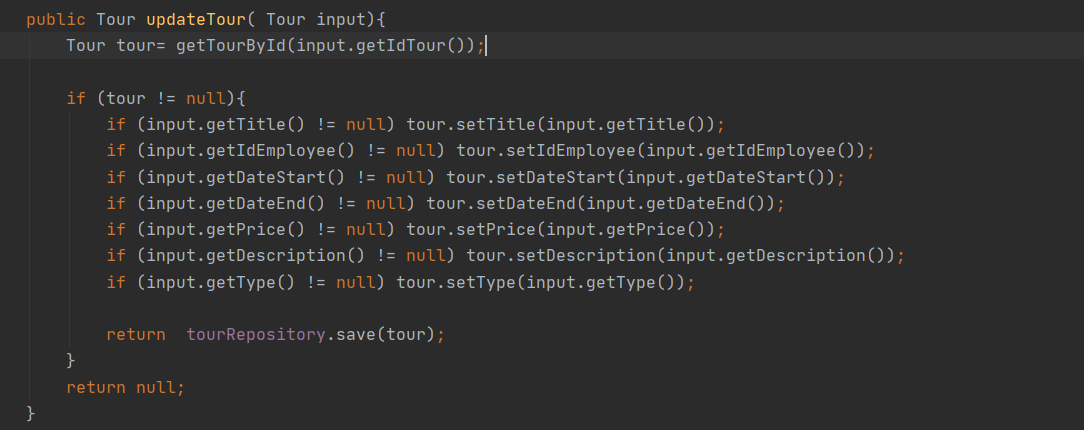 public Tour updateTour( Tour input){
Tour tour= getTourById(input.getIdTour());
if (tour != null){
if (input.getTitle() != null) tour.setTitle(input.getTitle());
if (input.getIdEmployee() != null) tour.setIdEmployee(input.getIdEmployee());
if (input.getDateStart() != null) tour.setDateStart(input.getDateStart());
if (input.getDateEnd() != null) tour.setDateEnd(input.getDateEnd());
if (input.getPrice() != null) tour.setPrice(input.getPrice());
if (input.getDescription() != null) tour.setDescription(input.getDescription());
if (input.getType() != null) tour.setType(input.getType());
return  tourRepository.save(tour);
}
return null;
}